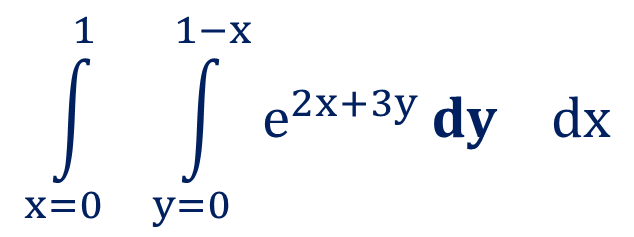 1 1−x
∫ ∫ e^{2x+3y} dy dx
x=0 y=0